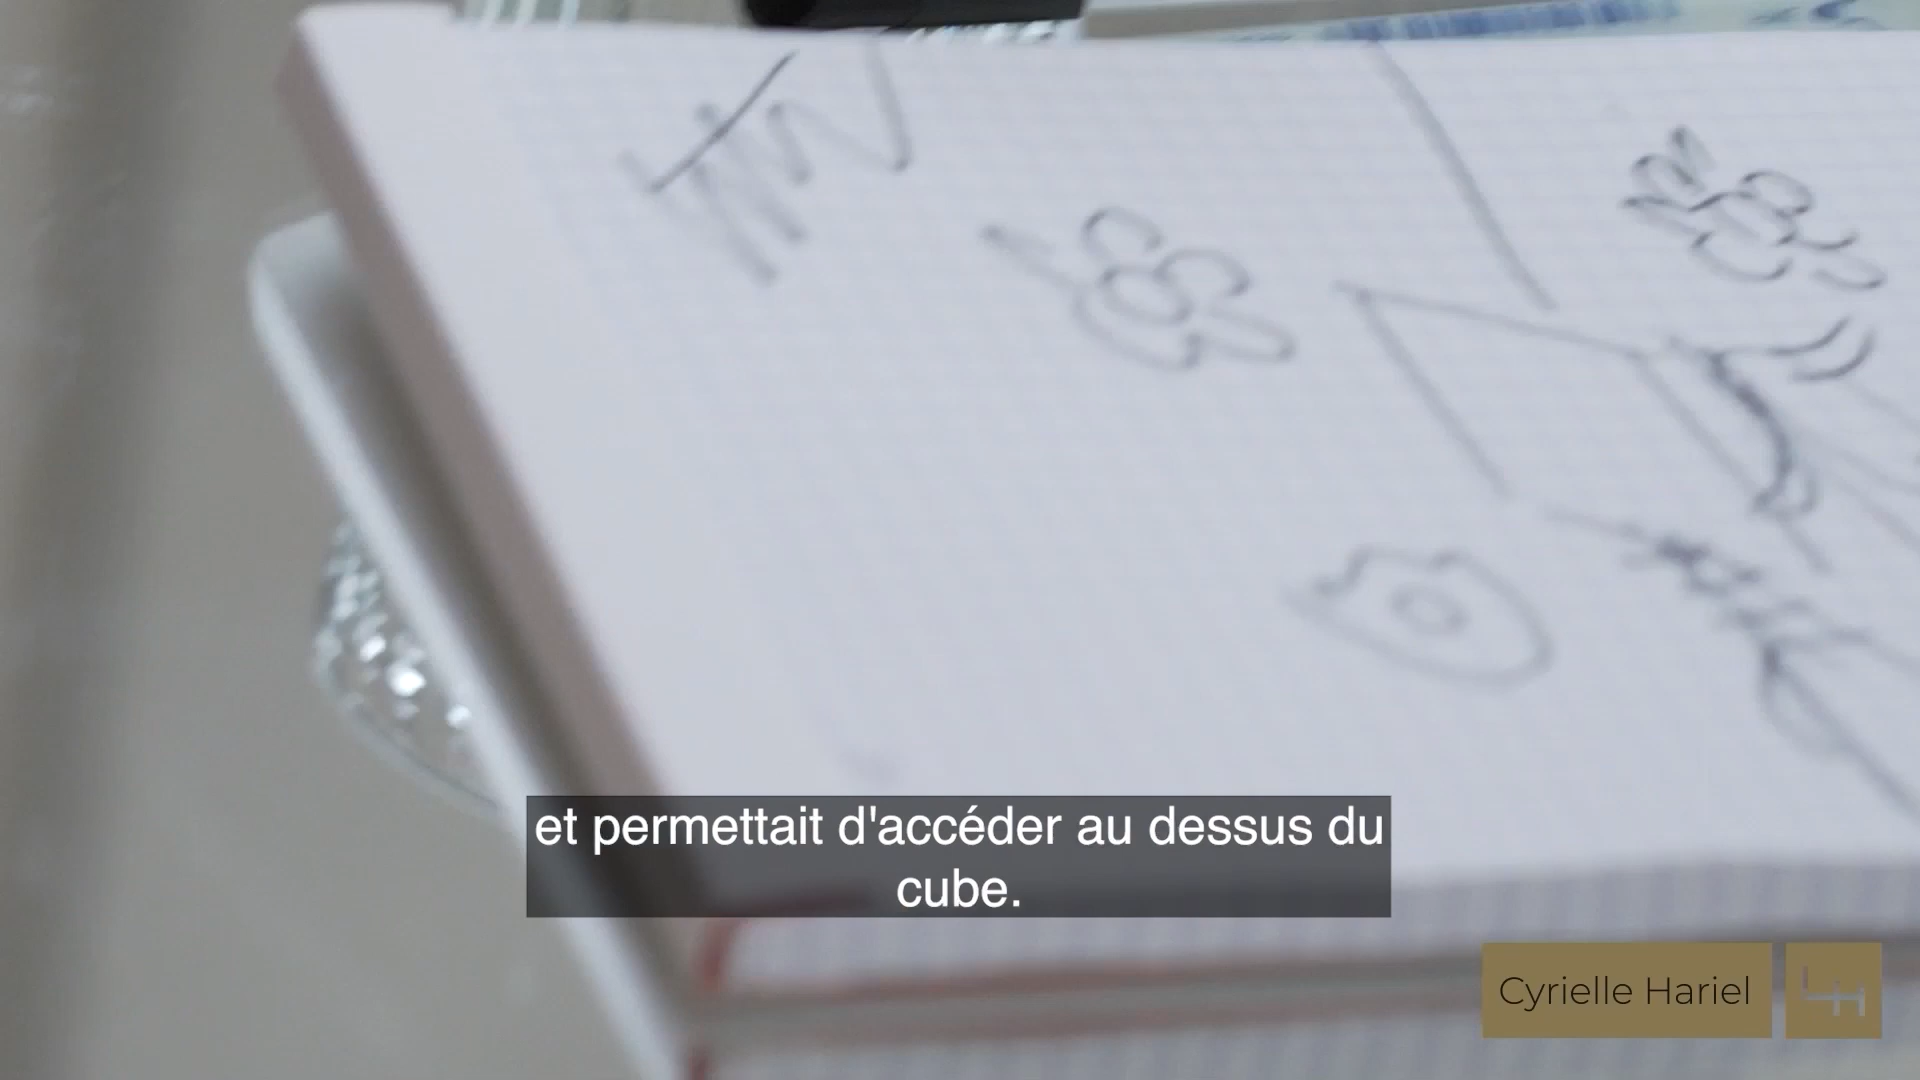 et permettait d'accéder au dessus du
cube.
Cyrielle Hariel